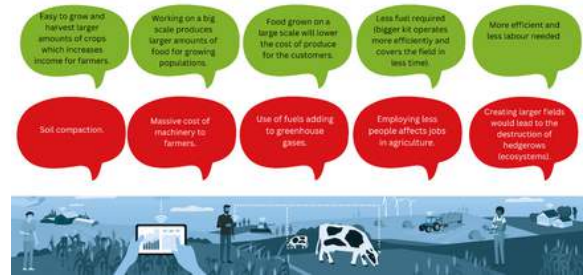 Easy to grow and
harvest larger
amounts of crops
which increases
income for farmers.
Working on a big
scale produces
larger amounts of
food for growing
populations.
Food grown on a
large scale will lower
the cost of produce
for the customers.
Less fuel required
(bigger kit operates
more efficiently and
covers the field in
less time).
More efficient and
less labour needed
Soil compaction.
Massive cost of
machinery to
farmers.
Use of fuels adding
to greenhouse
gases.
Employing less
people affects jobs
in agriculture.
Creating larger fields
would lead to the
destruction of
hedgerows
(ecosystems).